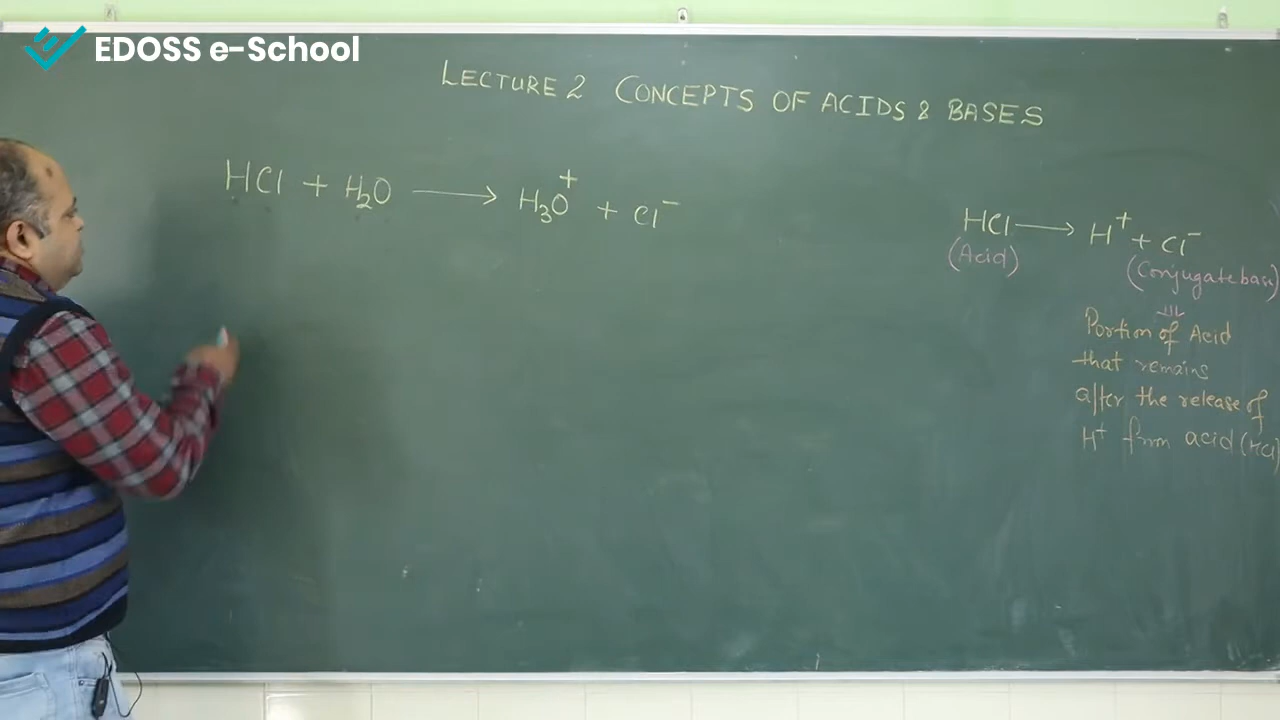 EDOSS e-School
LECTURE 2 CONCEPTS OF ACIDS & BASES
HCl + H₂O ⟶ H₃O⁺ + Cl⁻
HCl ⟶ H⁺ + Cl⁻
(Acid) (Conjugate base)
Portion of Acid
that remains
after the release of
H⁺ from acid (HCl)